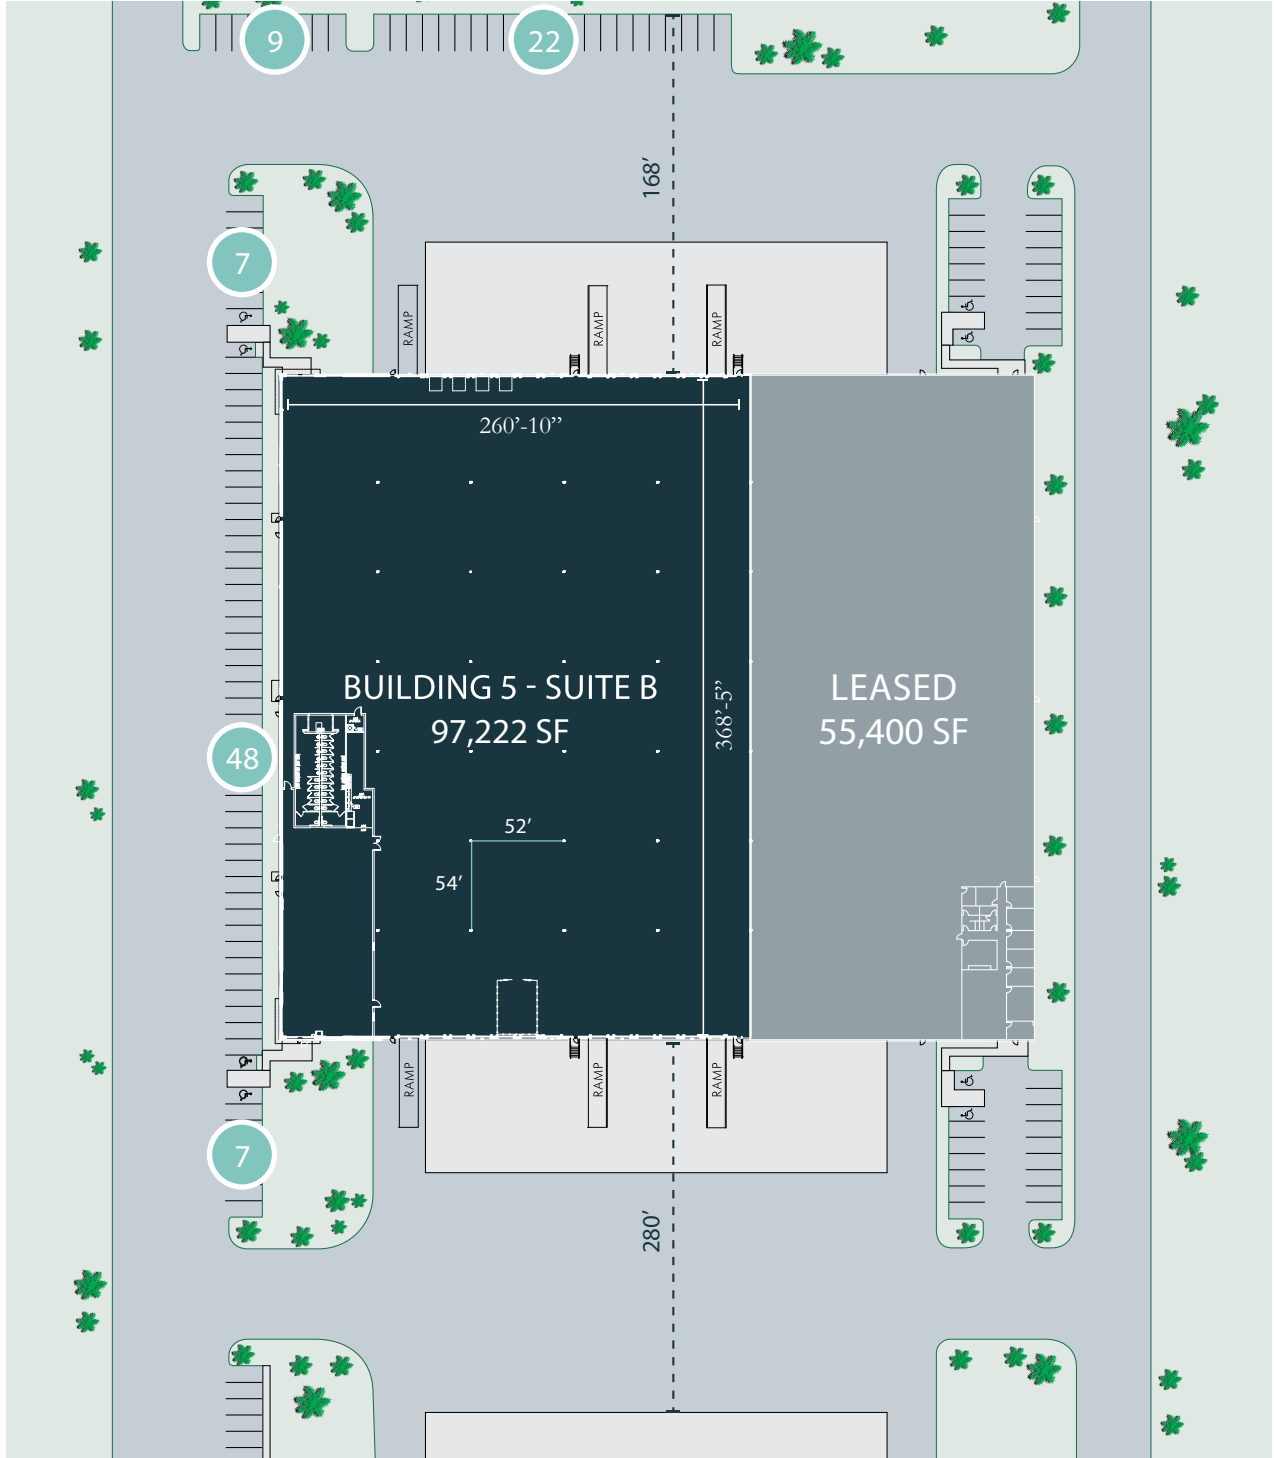 9
22
168’
7
RAMP
RAMP
RAMP
260’-10”
BUILDING 5 - SUITE B
97,222 SF
368’-5”
LEASED
55,400 SF
48
52’
54’
RAMP
RAMP
RAMP
7
280’